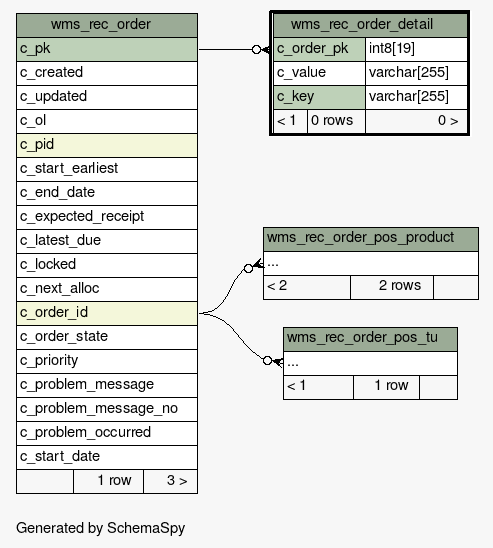 wms_rec_order
c_pk
c_created
c_updated
c_ol
c_pid
c_start_earliest
c_end_date
c_expected_receipt
c_latest_due
c_locked
c_next_alloc
c_order_id
c_order_state
c_priority
c_problem_message
c_problem_message_no
c_problem_occurred
c_start_date
1 row 3 >
wms_rec_order_detail
c_order_pk int8[19]
c_value varchar[255]
c_key varchar[255]
< 1 0 rows 0 >
wms_rec_order_pos_product
...
< 2 2 rows
wms_rec_order_pos_tu
...
< 1 1 row
Generated by SchemaSpy